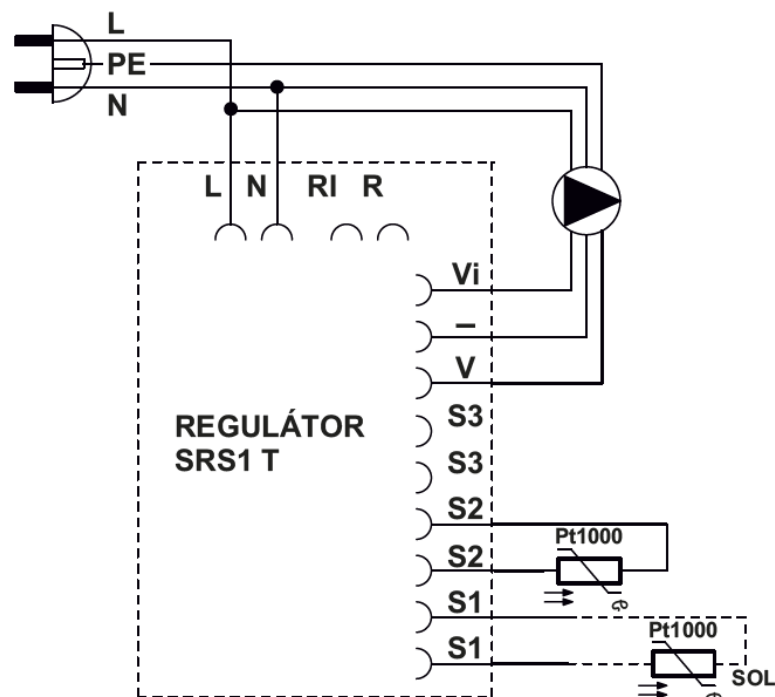 L
PE
N
L N RI R
Vi
–
V
REGULÁTOR
SRS1 T
S3
S3
S2
Pt1000
S2
S1
Pt1000
S1
SOL